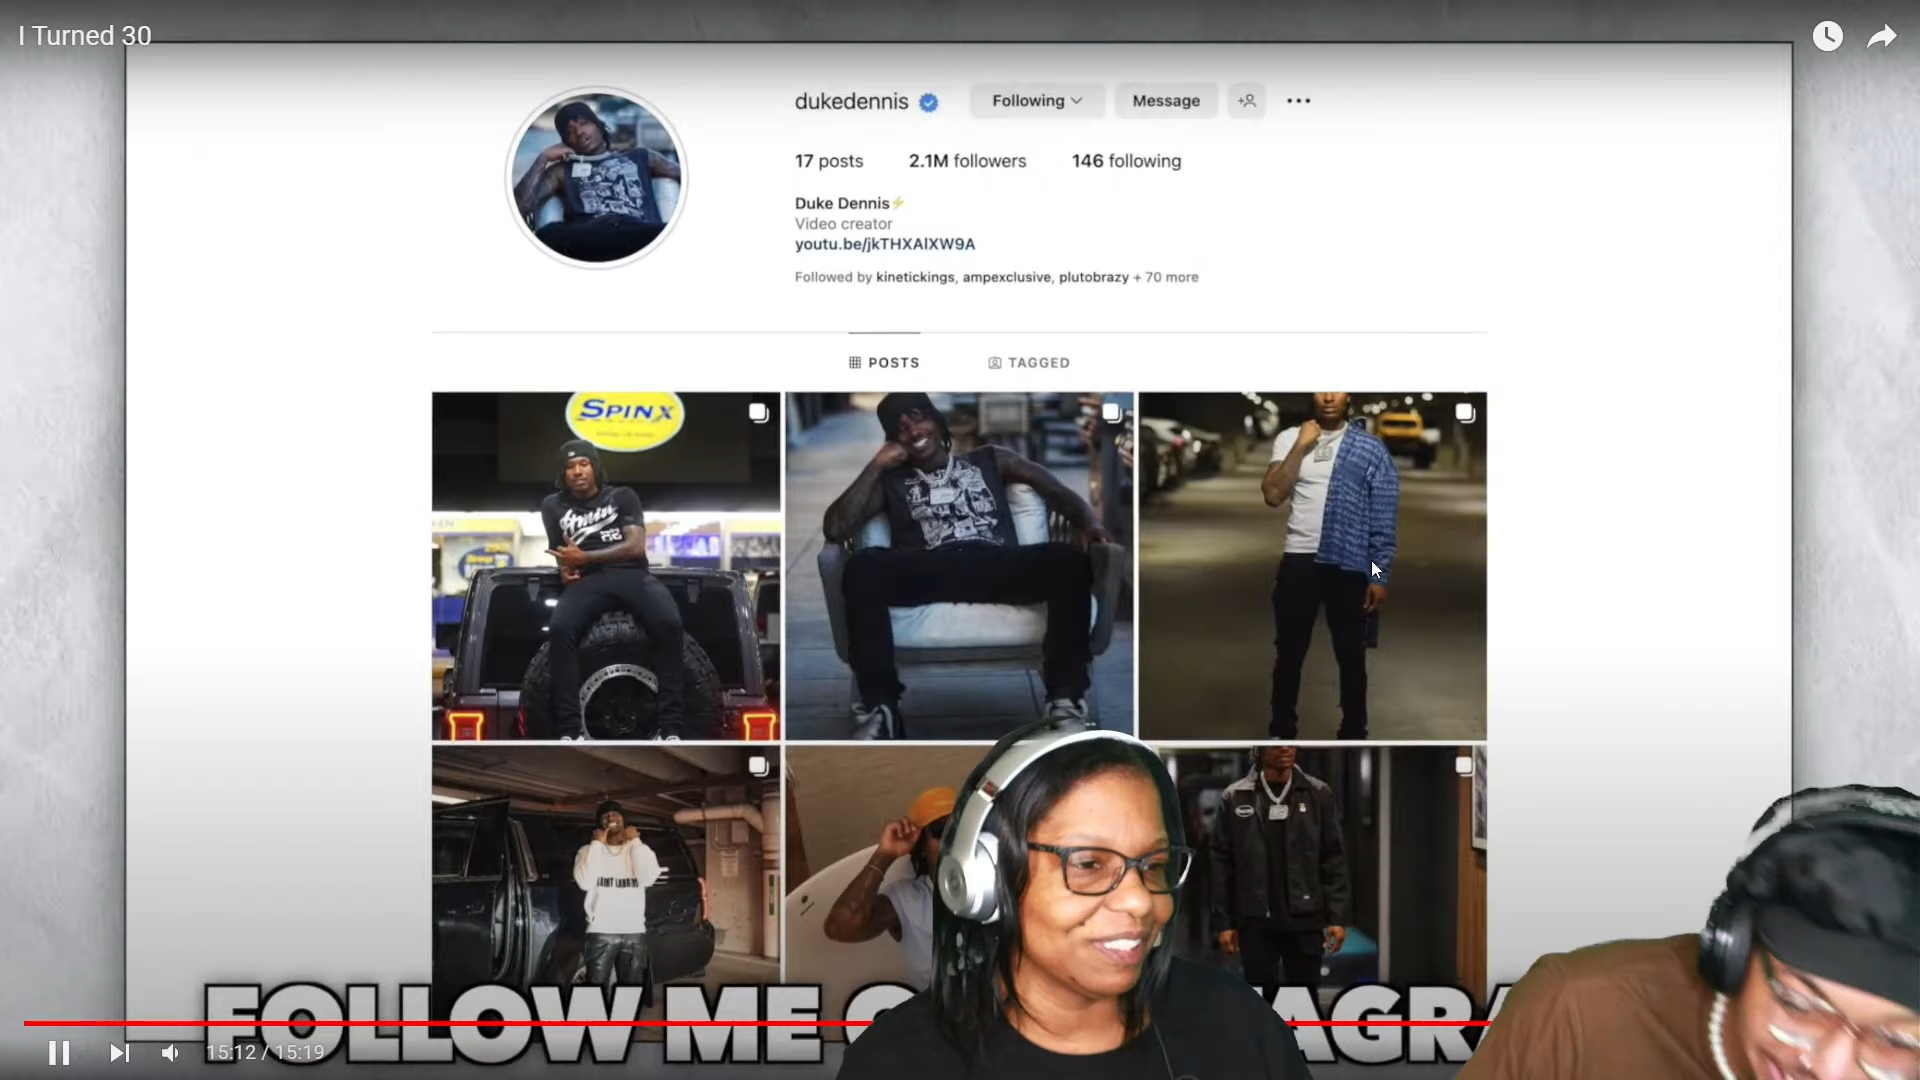 I Turned 30
dukedennis
Following
Message
17 posts
2.1M followers
146 following
Duke Dennis
Video creator
youtu.be/jkTHXAlXW9A
Followed by kinetickings, ampexclusive, plutobrazy + 70 more
POSTS
TAGGED
SPINX
FOLLOW ME
15:12 / 15:19